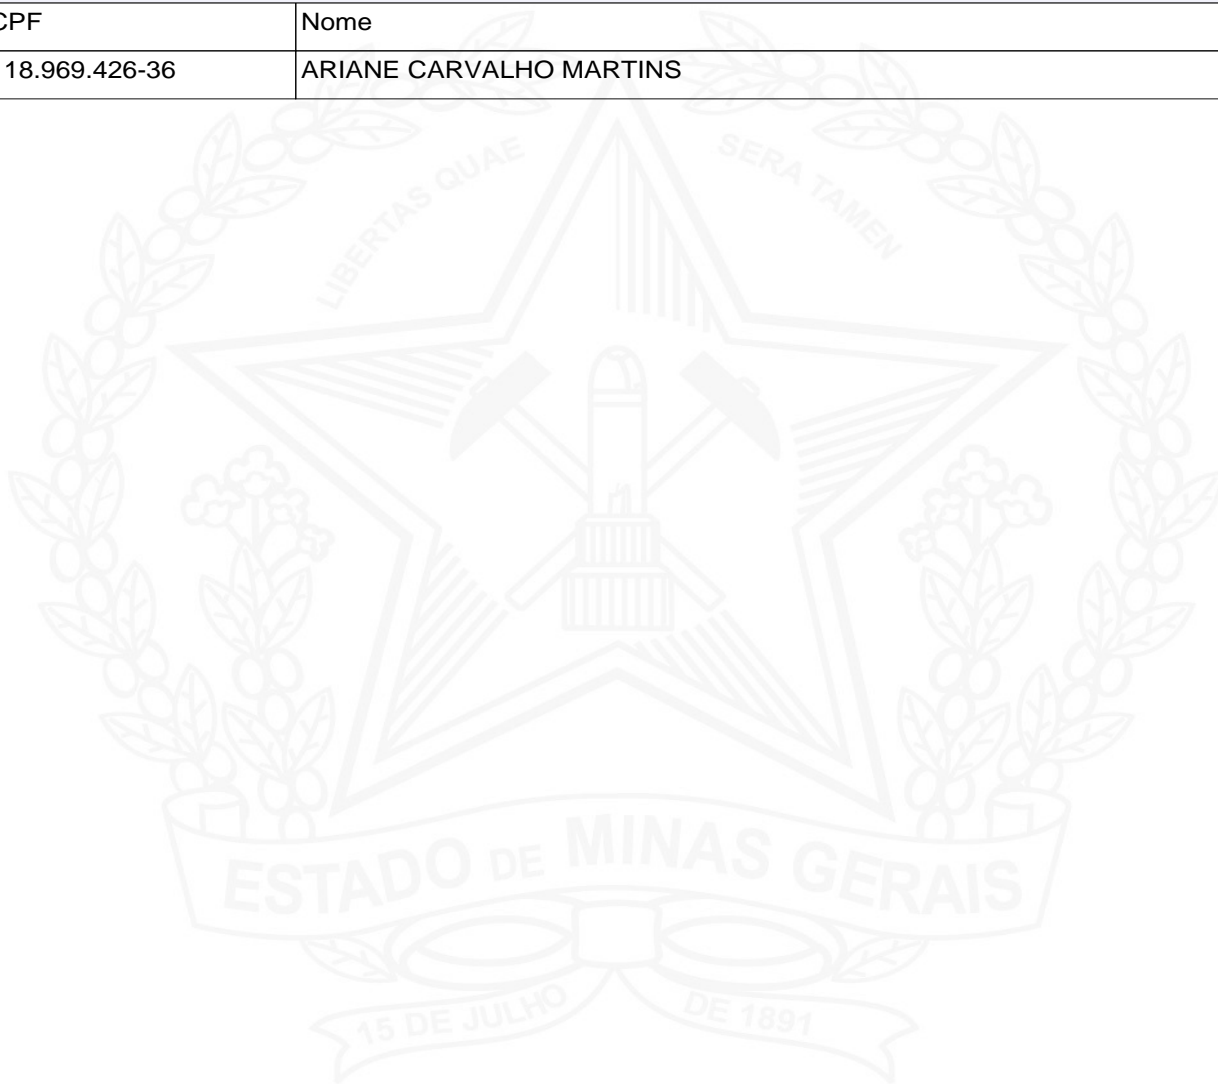 CPF Nome
18.969.426-36 ARIANE CARVALHO MARTINS
LIBERTAS QUAE SERA TAMEN
ESTADO DE MINAS GERAIS
15 DE JULHO DE 1891